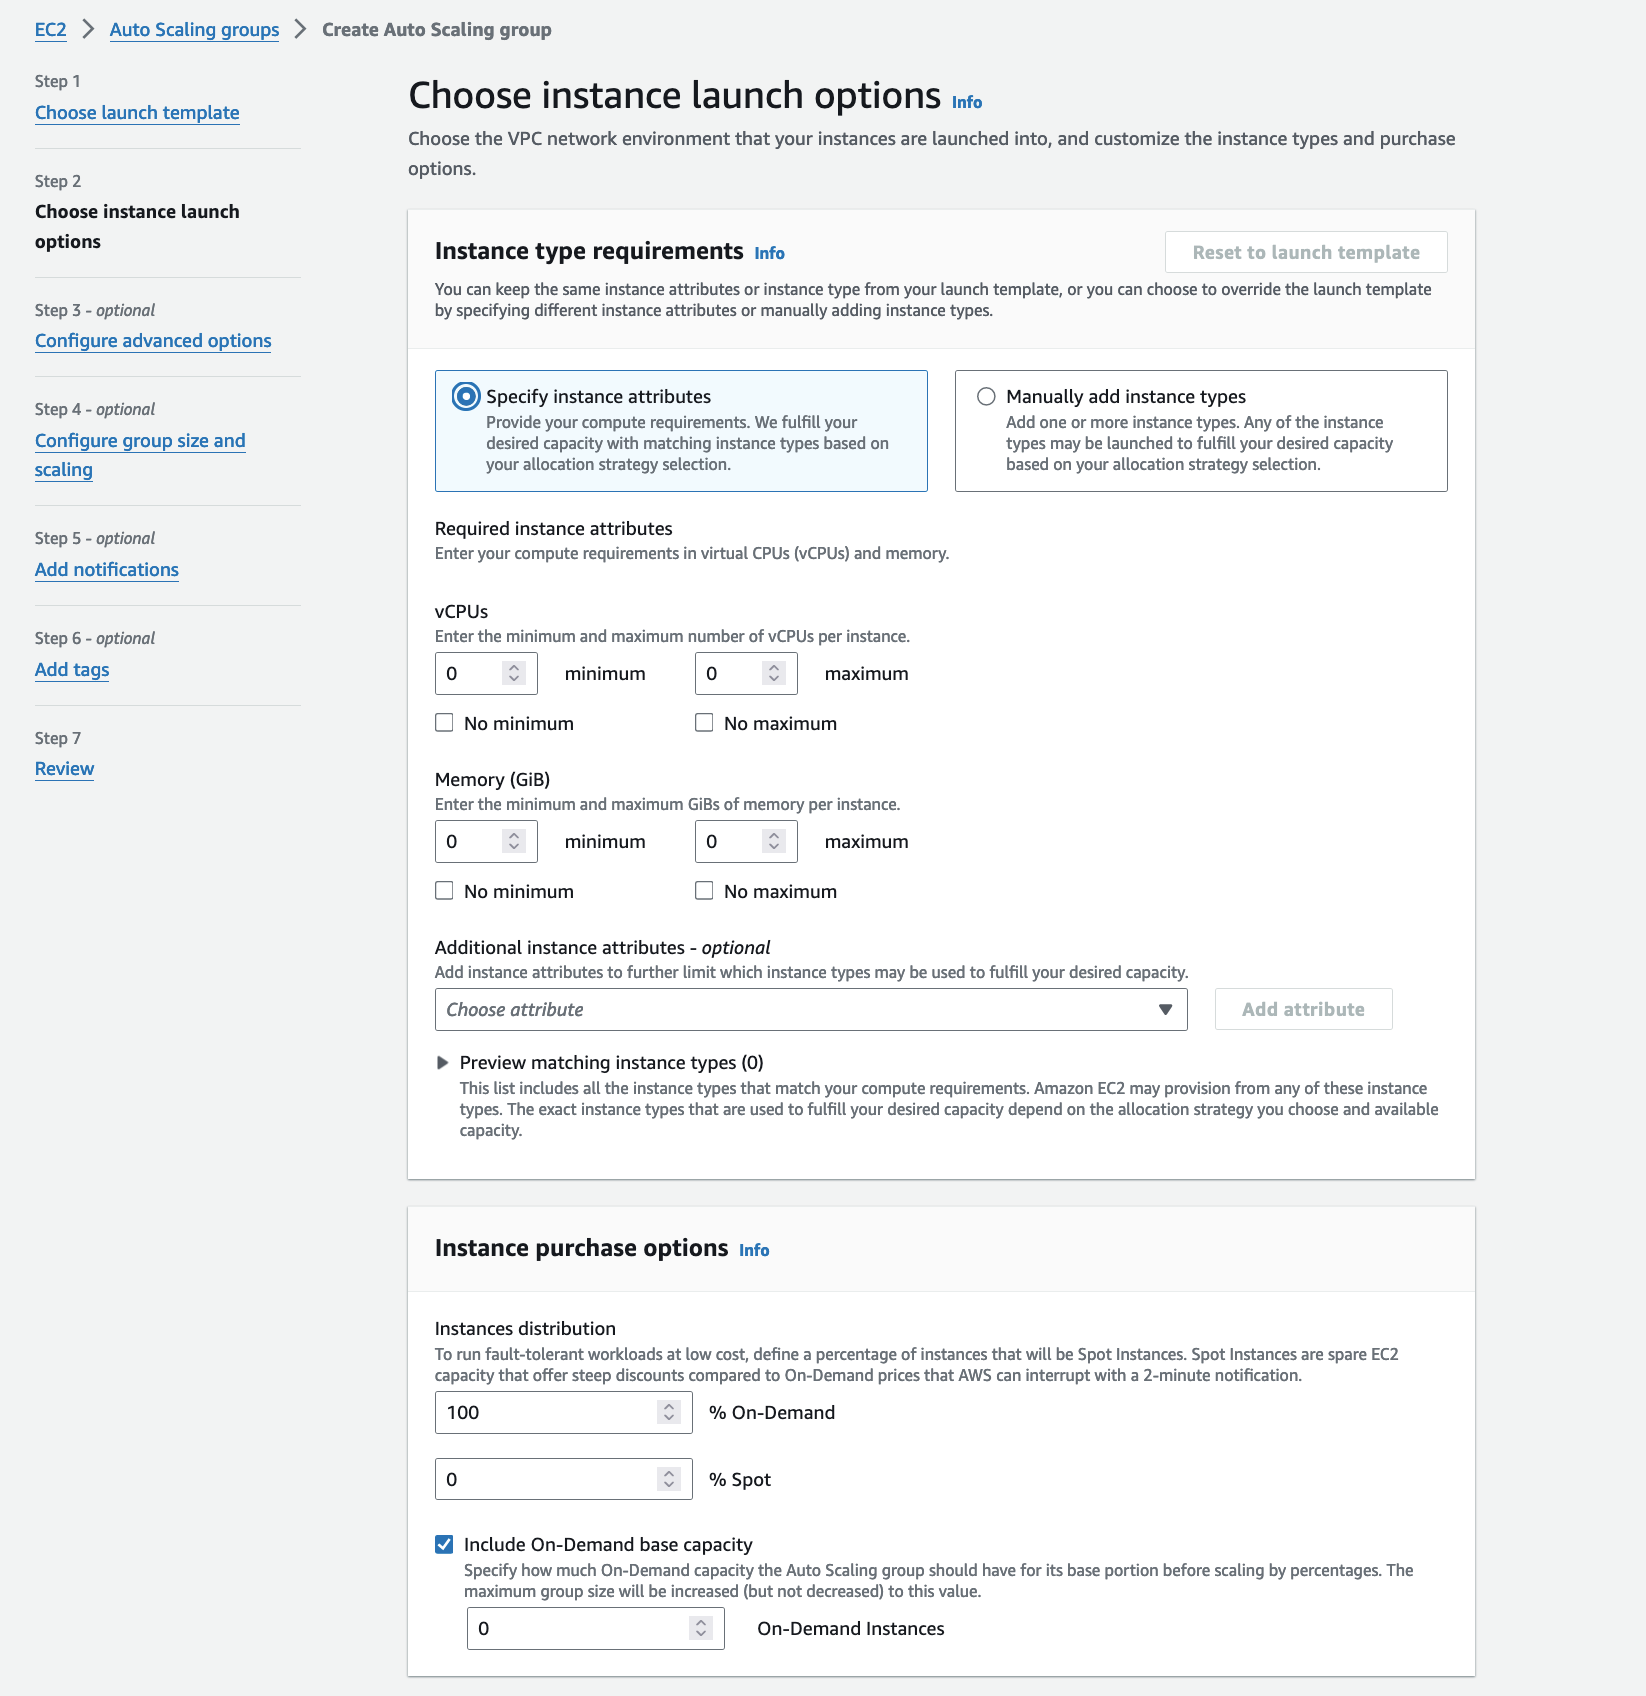 EC2 > Auto Scaling groups > Create Auto Scaling group
Step 1
Choose launch template
Step 2
Choose instance launch
options
Step 3 - optional
Configure advanced options
Step 4 - optional
Configure group size and
scaling
Step 5 - optional
Add notifications
Step 6 - optional
Add tags
Step 7
Review
Choose instance launch options Info
Choose the VPC network environment that your instances are launched into, and customize the instance types and purchase
options.
Instance type requirements Info
Reset to launch template
You can keep the same instance attributes or instance type from your launch template, or you can choose to override the launch template
by specifying different instance attributes or manually adding instance types.
Specify instance attributes
Provide your compute requirements. We fulfill your
desired capacity with matching instance types based on
your allocation strategy selection.
Manually add instance types
Add one or more instance types. Any of the instance
types may be launched to fulfill your desired capacity
based on your allocation strategy selection.
Required instance attributes
Enter your compute requirements in virtual CPUs (vCPUs) and memory.
vCPUs
Enter the minimum and maximum number of vCPUs per instance.
0 minimum 0 maximum
No minimum No maximum
Memory (GiB)
Enter the minimum and maximum GiBs of memory per instance.
0 minimum 0 maximum
No minimum No maximum
Additional instance attributes - optional
Add instance attributes to further limit which instance types may be used to fulfill your desired capacity.
Choose attribute
Add attribute
Preview matching instance types (0)
This list includes all the instance types that match your compute requirements. Amazon EC2 may provision from any of these instance
types. The exact instance types that are used to fulfill your desired capacity depend on the allocation strategy you choose and available
capacity.
Instance purchase options Info
Instances distribution
To run fault-tolerant workloads at low cost, define a percentage of instances that will be Spot Instances. Spot Instances are spare EC2
capacity that offer steep discounts compared to On-Demand prices that AWS can interrupt with a 2-minute notification.
100 % On-Demand
0 % Spot
Include On-Demand base capacity
Specify how much On-Demand capacity the Auto Scaling group should have for its base portion before scaling by percentages. The
maximum group size will be increased (but not decreased) to this value.
0 On-Demand Instances